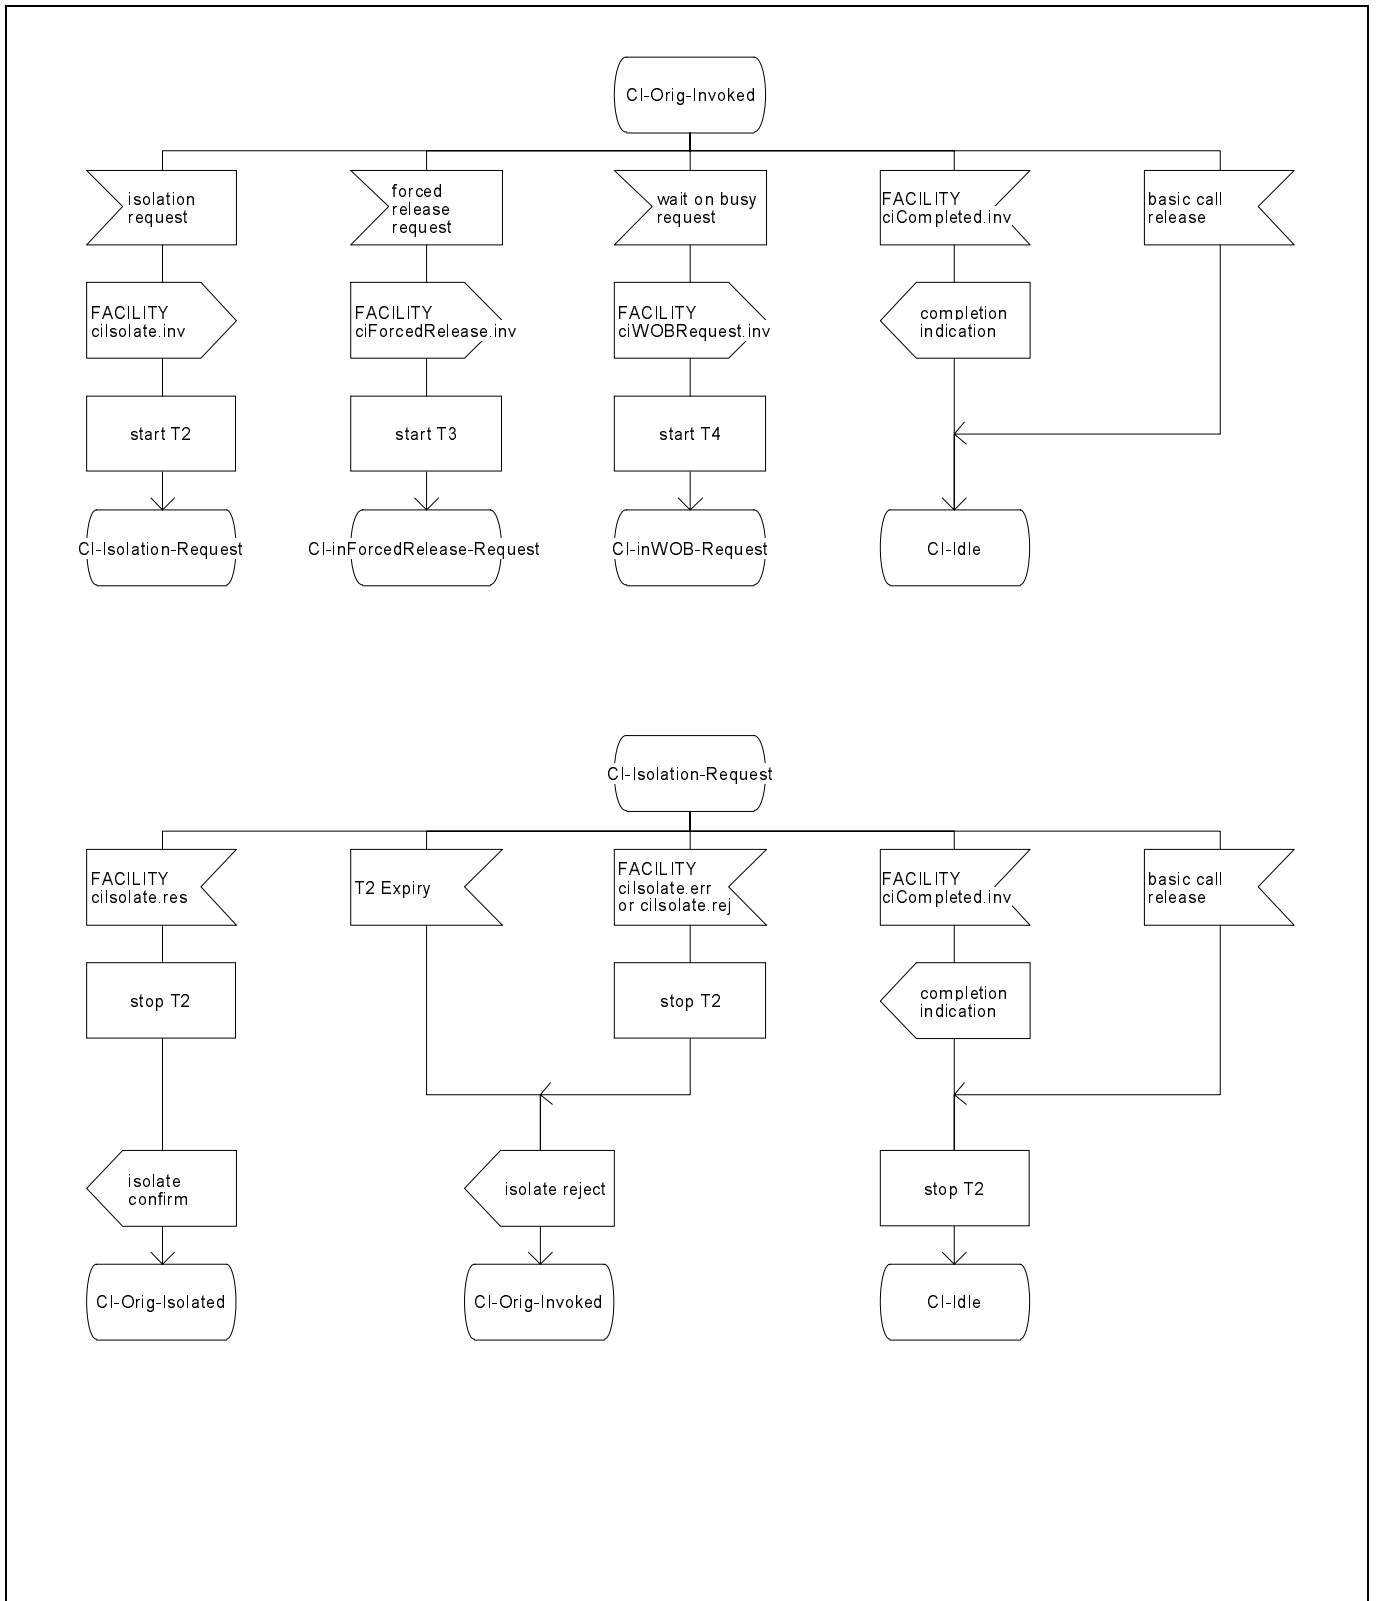 CI-Orig-Invoked
isolation
request
forced
release
request
wait on busy
request
FACILITY
ciCompleted.inv
basic call
release
FACILITY
ciIsolate.inv
FACILITY
ciForcedRelease.inv
FACILITY
ciWOBRequest.inv
completion
indication
start T2
start T3
start T4
CI-Isolation-Request
CI-inForcedRelease-Request
CI-inWOB-Request
CI-Idle
CI-Isolation-Request
FACILITY
ciIsolate.res
T2 Expiry
FACILITY
ciIsolate.err
or ciIsolate.rej
FACILITY
ciCompleted.inv
basic call
release
stop T2
stop T2
completion
indication
isolate
confirm
isolate reject
stop T2
CI-Orig-Isolated
CI-Orig-Invoked
CI-Idle